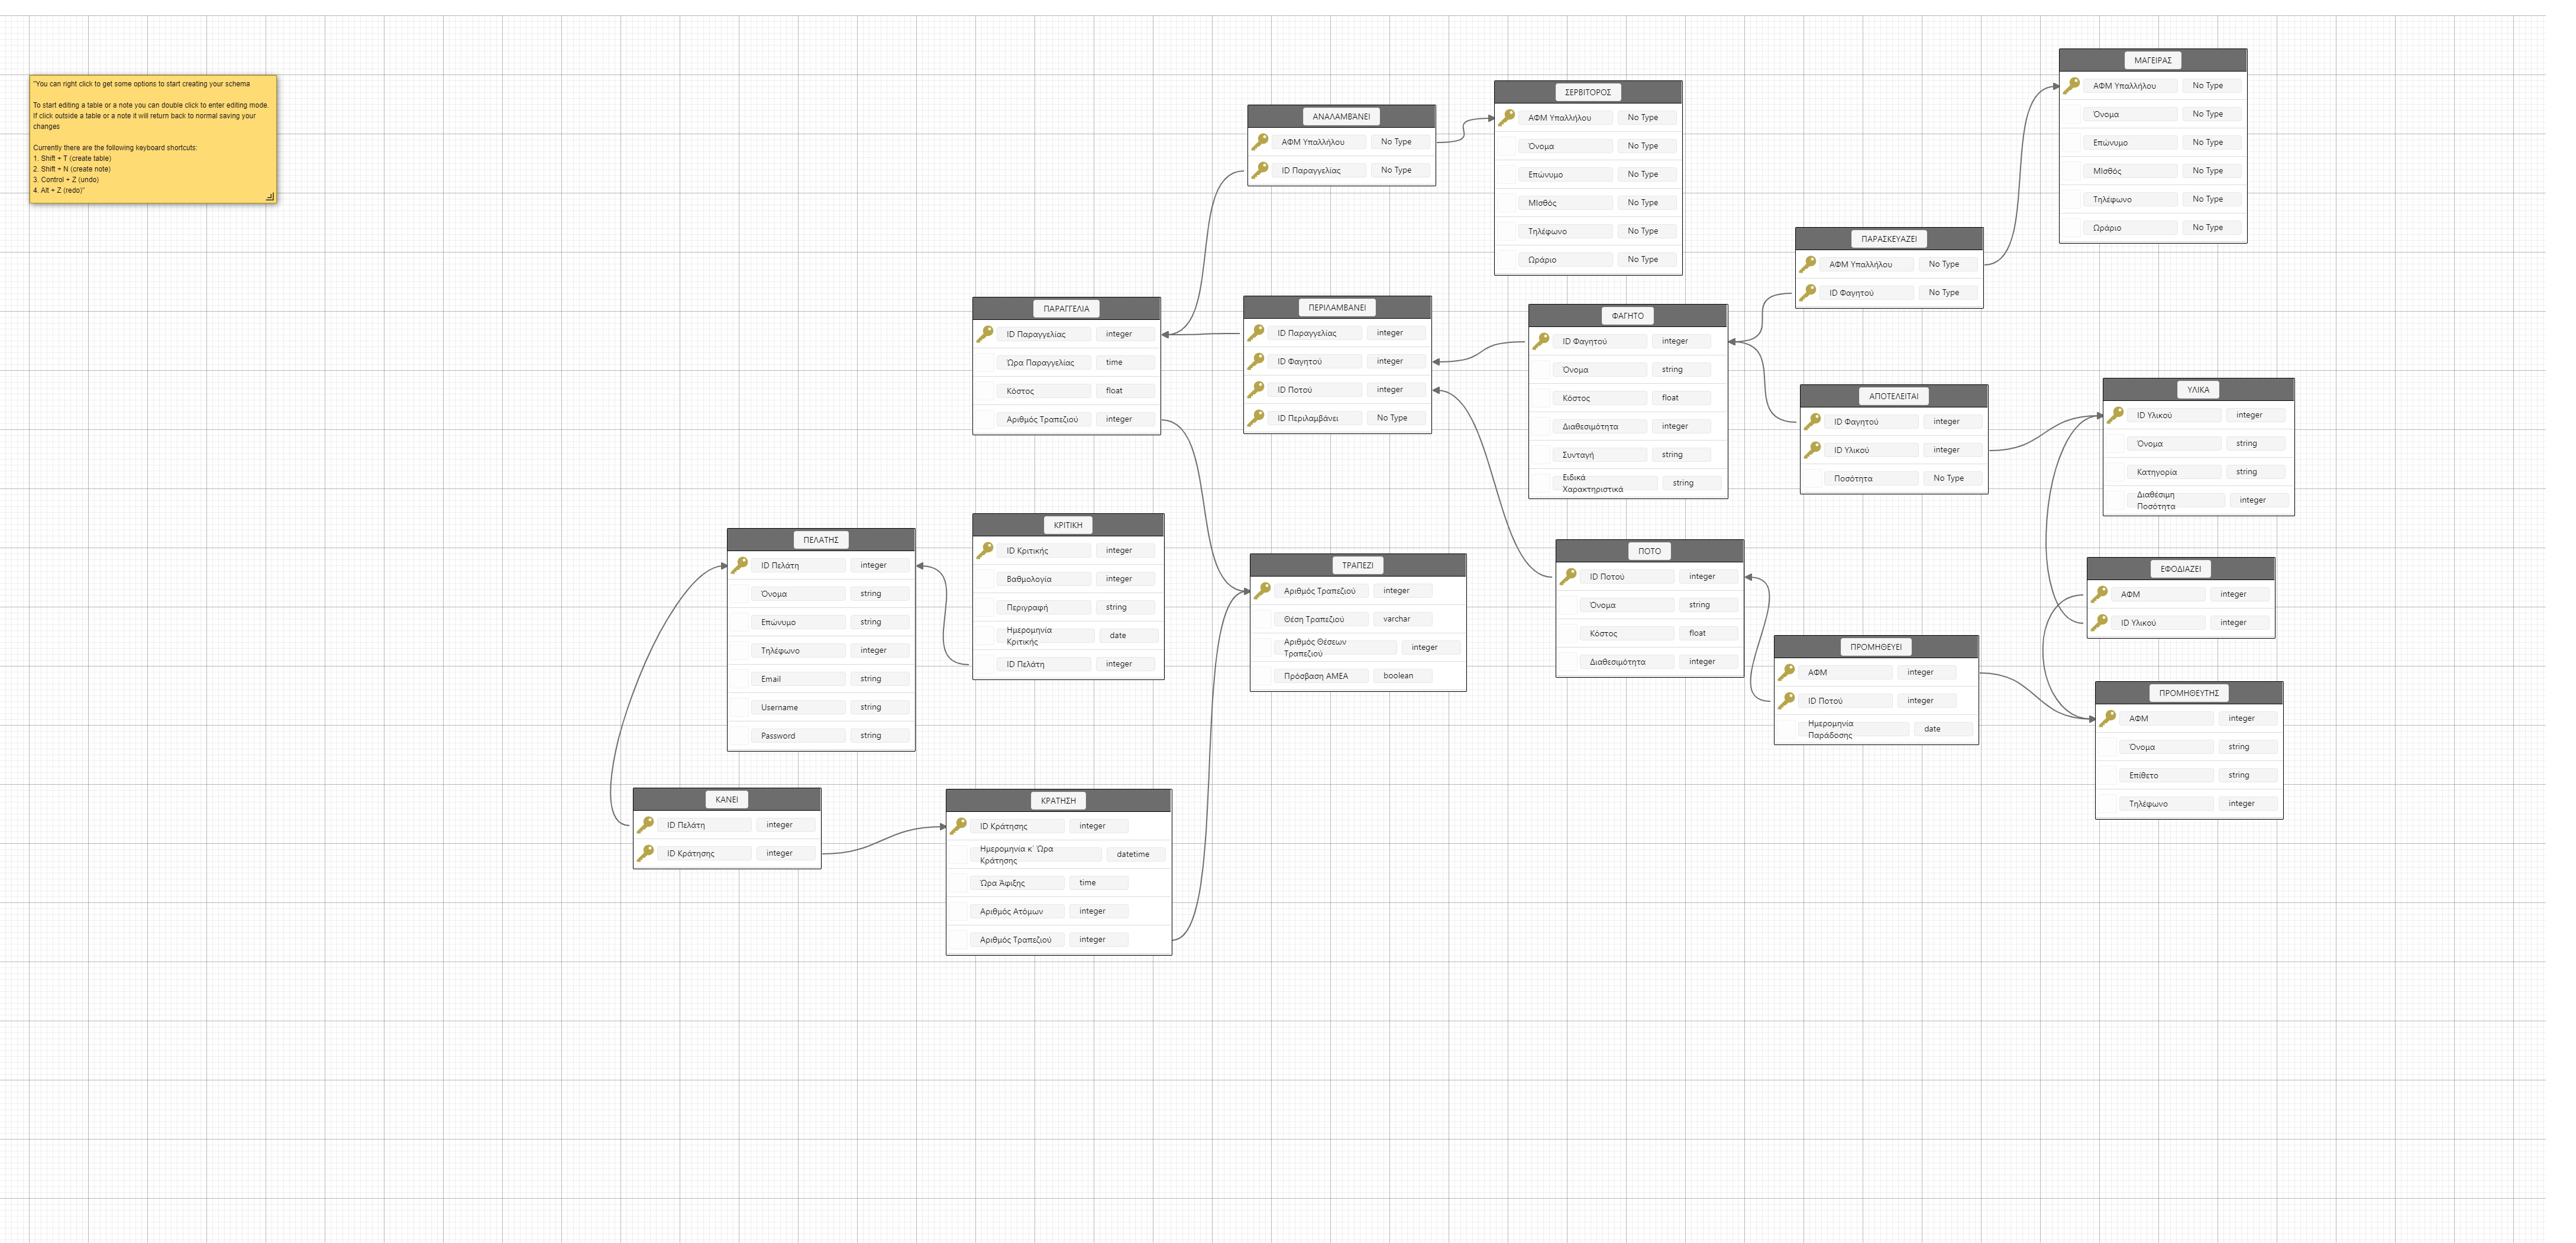 "You can right click to get some options to start creating your schema
To start editing a table or a note you can double click to enter editing mode.
If click outside a table or a note it will return back to normal saving your
changes
Currently there are the following keyboard shortcuts:
1. Shift + T (create table)
2. Shift + N (create note)
3. Control + Z (undo)
4. Alt + Z (redo)"
ΑΝΑΛΑΜΒΆΝΕΙ
ΑΦΜ Υπαλλήλου No Type
ID Παραγγελίας No Type
ΣΕΡΒΙΤΟΡΟΣ
ΑΦΜ Υπαλλήλου No Type
Όνομα No Type
Επώνυμο No Type
ΜΙσθός No Type
Τηλέφωνο No Type
Ωράριο No Type
ΜΑΓΕΙΡΑΣ
ΑΦΜ Υπαλλήλου No Type
Όνομα No Type
Επώνυμο No Type
ΜΙσθός No Type
Τηλέφωνο No Type
Ωράριο No Type
ΠΑΡΑΣΚΕΥΑΖΕΙ
ΑΦΜ Υπαλλήλου No Type
ID Φαγητού No Type
ΠΑΡΑΓΓΕΛΙΑ
ID Παραγγελίας integer
Ώρα Παραγγελίας time
Κόστος float
Αριθμός Τραπεζιού integer
ΠΕΡΙΛΑΜΒΑΝΕΙ
ID Παραγγελίας integer
ID Φαγητού integer
ID Ποτού integer
ID Περιλαμβάνει No Type
ΦΑΓΗΤΟ
ID Φαγητού integer
Όνομα string
Κόστος float
Διαθεσιμότητα integer
Συνταγή string
Ειδικά
Χαρακτηριστικά string
ΑΠΟΤΕΛΕΙΤΑΙ
ID Φαγητού integer
ID Υλικού integer
Ποσότητα No Type
ΥΛΙΚΑ
ID Υλικού integer
Όνομα string
Κατηγορία string
Διαθέσιμη
Ποσότητα integer
ΠΕΛΑΤΗΣ
ID Πελάτη integer
Όνομα string
Επώνυμο string
Τηλέφωνο integer
Email string
Username string
Password string
ΚΡΙΤΙΚΗ
ID Κριτικής integer
Βαθμολογία integer
Περιγραφή string
Ημερομηνία
Κριτικής date
ID Πελάτη integer
ΤΡΑΠΕΖΙ
Αριθμός Τραπεζιού integer
Θέση Τραπεζιού varchar
Αριθμός Θέσεων
Τραπεζιού integer
Πρόσβαση ΑΜΕΑ boolean
ΠΟΤΟ
ID Ποτού integer
Όνομα string
Κόστος float
Διαθεσιμότητα integer
ΕΦΟΔΙΑΖΕΙ
ΑΦΜ integer
ID Υλικού integer
ΠΡΟΜΗΘΕΥΕΙ
ΑΦΜ integer
ID Ποτού integer
Ημερομηνία
Παράδοσης date
ΠΡΟΜΗΘΕΥΤΗΣ
ΑΦΜ integer
Όνομα string
Επίθετο string
Τηλέφωνο integer
ΚΑΝΕΙ
ID Πελάτη integer
ID Κράτησης integer
ΚΡΑΤΗΣΗ
ID Κράτησης integer
Ημερομηνία κ΄ Ώρα
Κράτησης datetime
Ώρα Άφιξης time
Αριθμός Ατόμων integer
Αριθμός Τραπεζιού integer